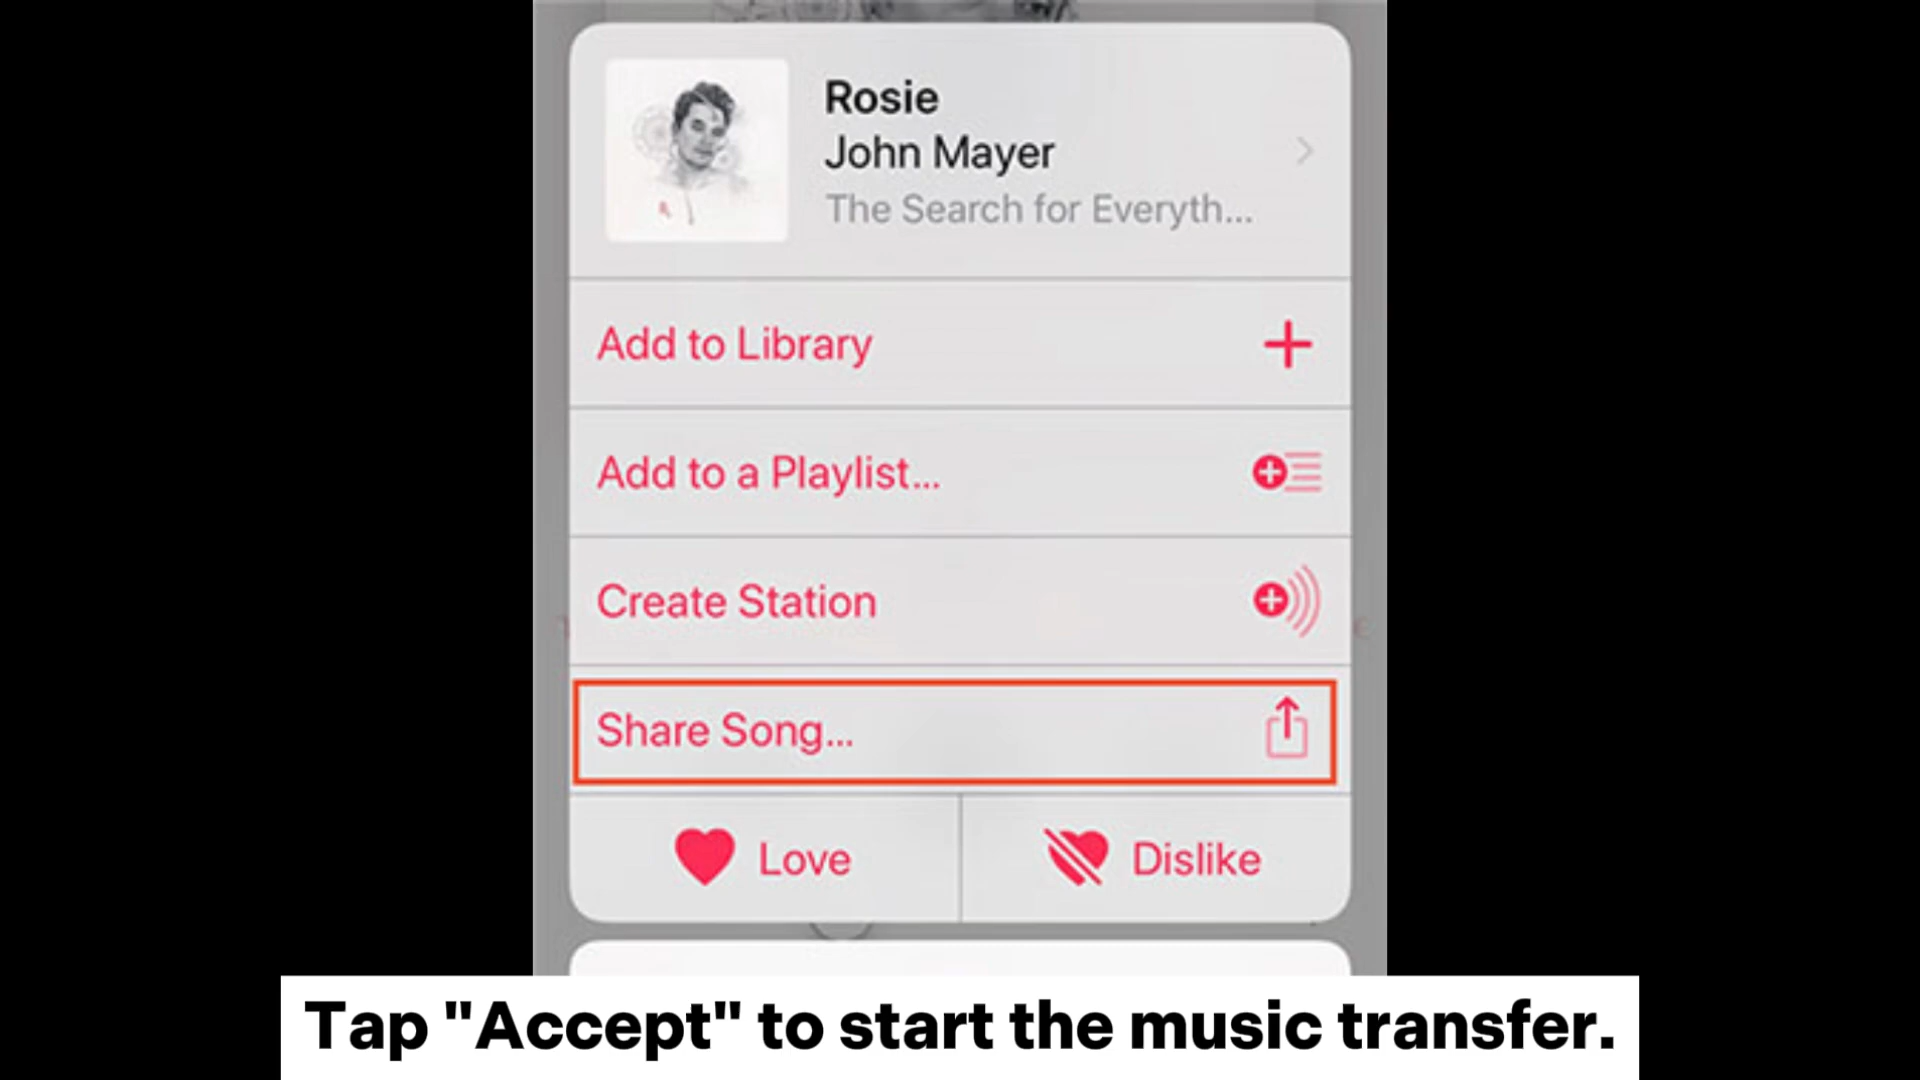 Rosie
John Mayer
The Search for Everyth...
Add to Library
Add to a Playlist...
Create Station
Share Song...
Love
Dislike
Tap "Accept" to start the music transfer.